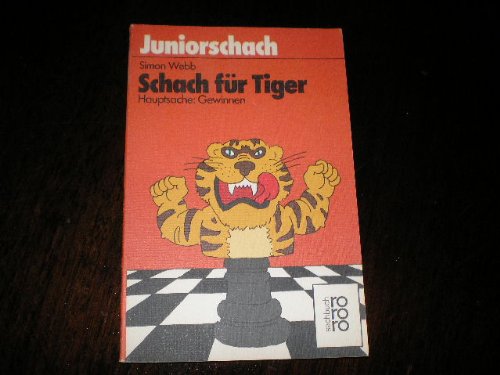 Juniorschach
Simon Webb
Schach für Tiger
Hauptsache: Gewinnen
sachbuch
rororo